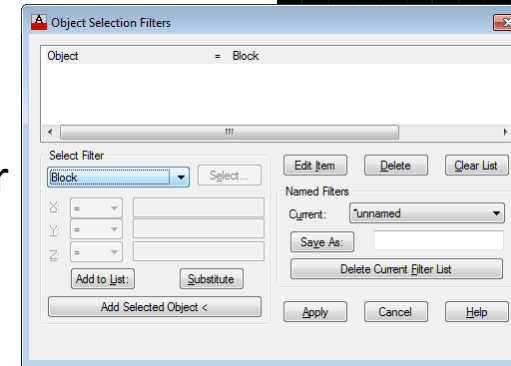 Object Selection Filters
Object = Block
Select Filter
Block
Select...
X: =
Y: =
Z: =
Add to List:
Substitute
Add Selected Object <
Edit Item
Delete
Clear List
Named Filters
Current: *unnamed
Save As:
Delete Current Filter List
Apply
Cancel
Help
r